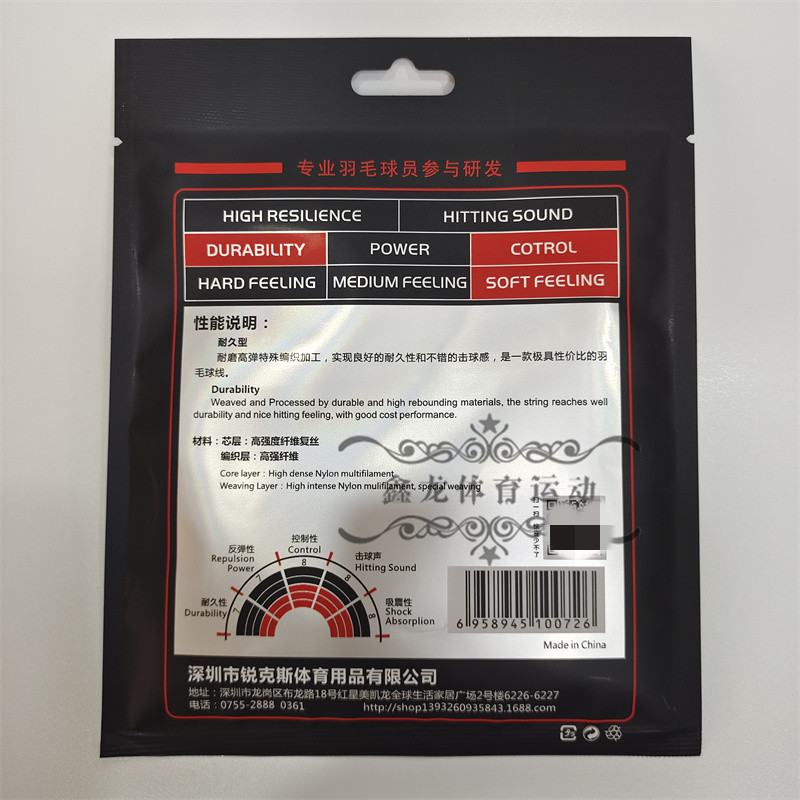 专业羽毛球员参与研发
HIGH RESILIENCE HITTING SOUND
DURABILITY POWER COTROL
HARD FEELING MEDIUM FEELING SOFT FEELING
性能说明：
耐久型
耐磨高弹特殊编织加工，实现良好的耐久性和不错的击球感，是一款极具性价比的羽
毛球线。
Durability
Weaved and Processed by durable and high rebounding materials, the string reaches well
durability and nice hitting feeling, with good cost performance.
材料：芯层：高强度纤维复丝
编织层：高强纤维
Core layer：High dense Nylon multifilament
Weaving Layer：High intense Nylon mulifilament, special weaving
鑫龙体育运动
控制性
Control
反弹性
Repulsion
Power
击球声
Hitting Sound
耐久性
Durability
吸震性
Shock
Absorplion
7 7 8 8 8
6 958945 100726
Made in China
深圳市锐克斯体育用品有限公司
地址：深圳市龙岗区布龙路18号红星美凯龙全球生活家居广场2号楼6226-6227
电话：0755-2888 0361 http://shop1393260935843.1688.com